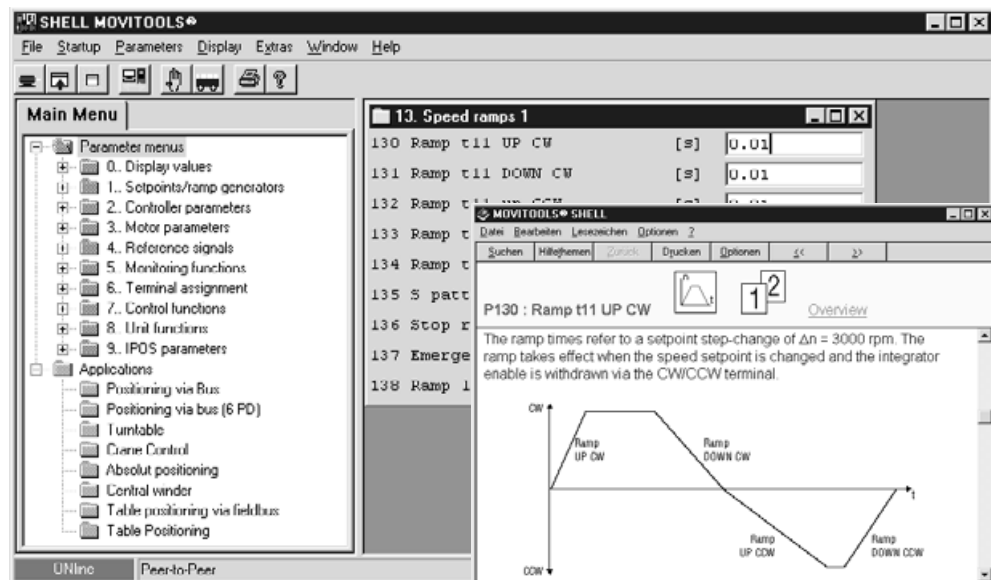 SHELL MOVITOOLS®
File Startup Parameters Display Extras Window Help
Main Menu
Parameter menus
0.. Display values
1.. Setpoints/ramp generators
2.. Controller parameters
3.. Motor parameters
4.. Reference signals
5.. Monitoring functions
6.. Terminal assignment
7.. Control functions
8.. Unit functions
9.. IPOS parameters
Applications
Positioning via Bus
Positioning via bus (6 PD)
Turntable
Crane Control
Absolut positioning
Central winder
Table positioning via fieldbus
Table Positioning
13. Speed ramps 1
130 Ramp t11 UP CW [s] 0.01
131 Ramp t11 DOWN CW [s] 0.01
132 Ramp t11 up CCW [s] 0.01
133 Ramp t
134 Ramp t
135 S patt
136 Stop r
137 Emerge
138 Ramp l
MOVITOOLS® SHELL
Datei Bearbeiten Lesezeichen Optionen ?
Suchen Hilfethemen Zurück Drucken Optionen << >>
P130 : Ramp t11 UP CW
t
1 2
Overview
The ramp times refer to a setpoint step-change of Δn = 3000 rpm. The
ramp takes effect when the speed setpoint is changed and the integrator
enable is withdrawn via the CW/CCW terminal.
CW
Ramp
UP CW
Ramp
DOWN CW
t
Ramp
UP CCW
Ramp
DOWN CCW
CCW
Peer-to-Peer